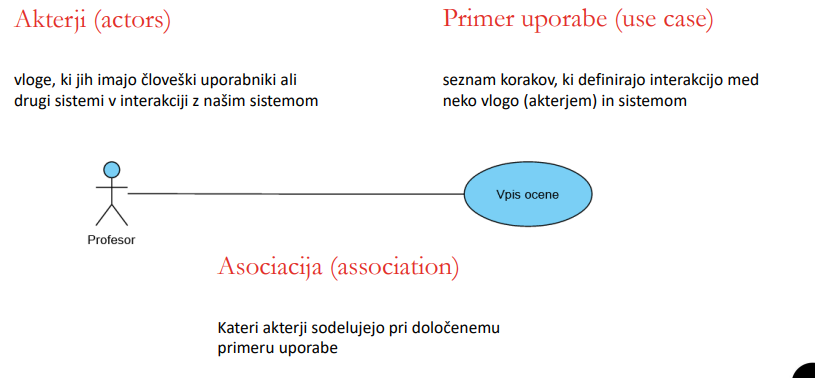 Akterji (actors)
vloge, ki jih imajo človeški uporabniki ali
drugi sistemi v interakciji z našim sistomom
Primer uporabe (use case)
seznam korakov, ki definirajo interakcijo med
neko vlogo (akterjem) in sistemom
Profesor
Vpis ocene
Asociacija (association)
Kateri akterji sodelujejo pri določenemu
primeru uporabe